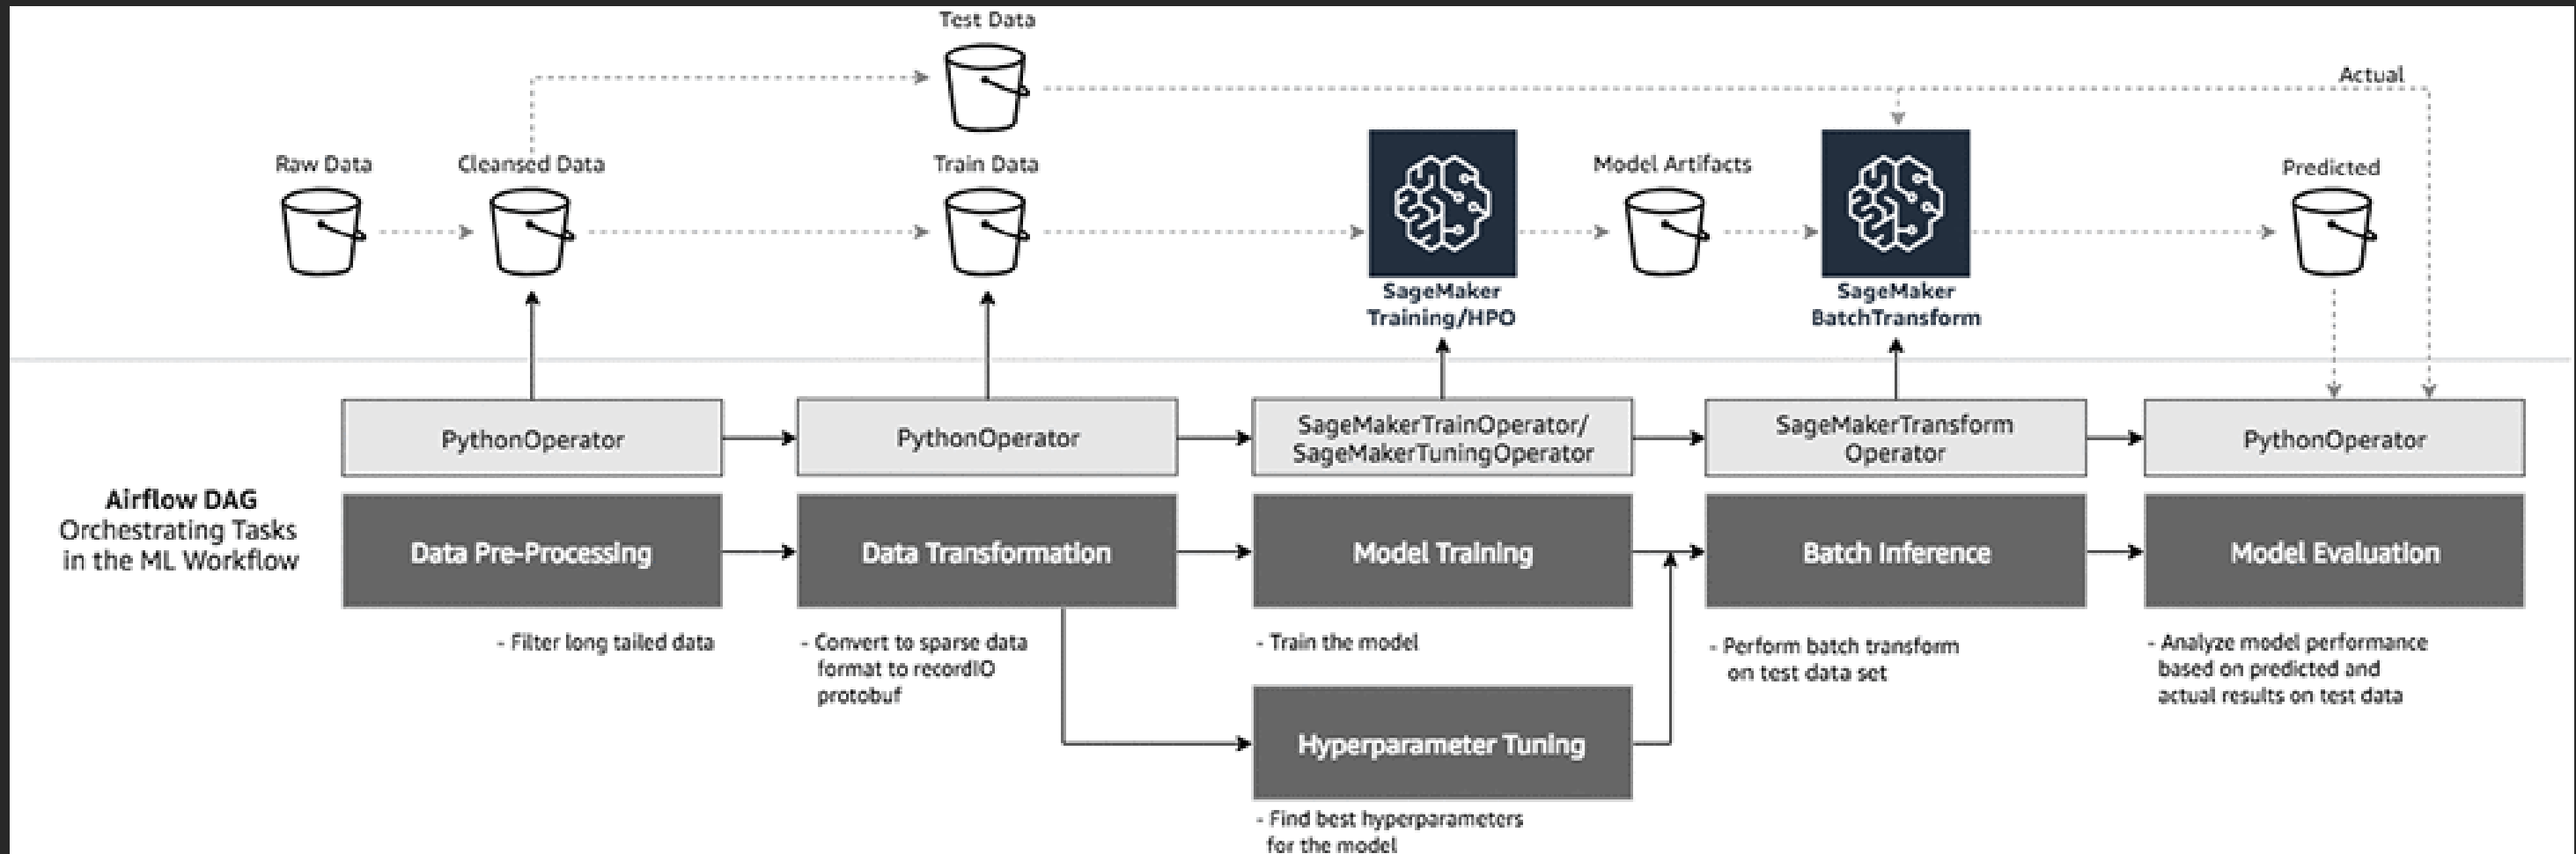 Test Data
Actual
Raw Data
Cleansed Data
Train Data
Model Artifacts
Predicted
SageMaker
Training/HPO
SageMaker
BatchTransform
PythonOperator
PythonOperator
SageMakerTrainOperator/
SageMakerTuningOperator
SageMakerTransform
Operator
PythonOperator
Airflow DAG
Orchestrating Tasks
in the ML Workflow
Data Pre-Processing
Data Transformation
Model Training
Batch Inference
Model Evaluation
- Filter long tailed data
- Convert to sparse data
format to recordIO
protobuf
- Train the model
- Perform batch transform
on test data set
- Analyze model performance
based on predicted and
actual results on test data
Hyperparameter Tuning
- Find best hyperparameters
for the model